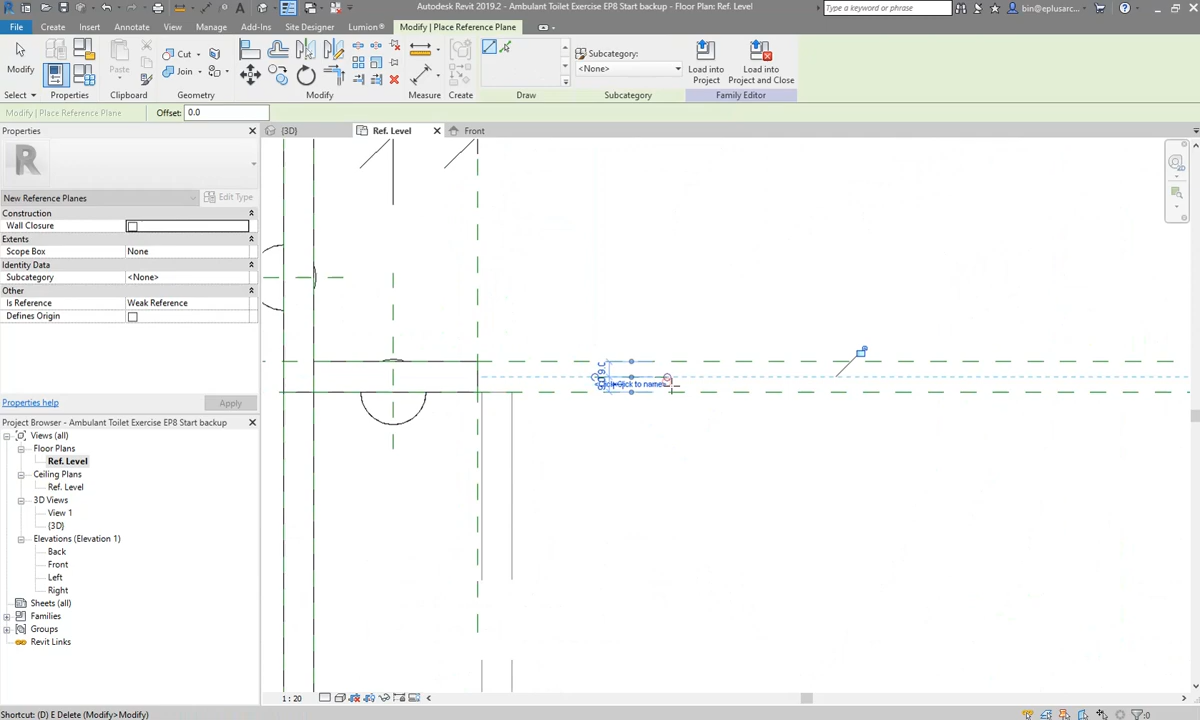 Autodesk Revit 2019.2 - Ambulant Toilet Exercise EP8 Start backup - Floor Plan: Ref. Level
Type a keyword or phrase
bin@eplusarc...
File Create Insert Annotate View Manage Add-Ins Site Designer Lumion® Modify | Place Reference Plane
Modify
Paste
Cut
Join
Subcategory:
<None>
Load into Project
Load into Project and Close
Select Properties Clipboard Geometry Modify Measure Create Draw Subcategory Family Editor
Modify | Place Reference Plane Offset: 0.0
Properties
{3D} Ref. Level Front
New Reference Planes Edit Type
Construction
Wall Closure
Extents
Scope Box None
Identity Data
Subcategory <None>
Other
Is Reference Weak Reference
Defines Origin
Click to name
Properties help Apply
Project Browser - Ambulant Toilet Exercise EP8 Start backup
Views (all)
Floor Plans
Ref. Level
Ceiling Plans
Ref. Level
3D Views
View 1
{3D}
Elevations (Elevation 1)
Back
Front
Left
Right
Sheets (all)
Families
Groups
Revit Links
1 : 20
Shortcut: (D) E Delete (Modify>Modify)
:0